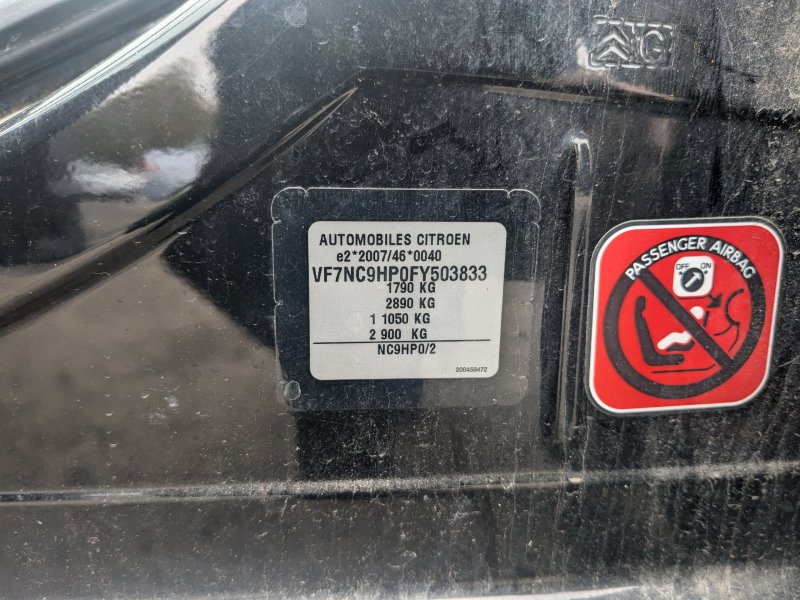 G
AUTOMOBILES CITROEN
e2*2007/46*0040
VF7NC9HP0FY503833
1790 KG
2890 KG
1 1050 KG
2 900 KG
NC9HP0/2
200459472
PASSENGER AIRBAG
OFF ON